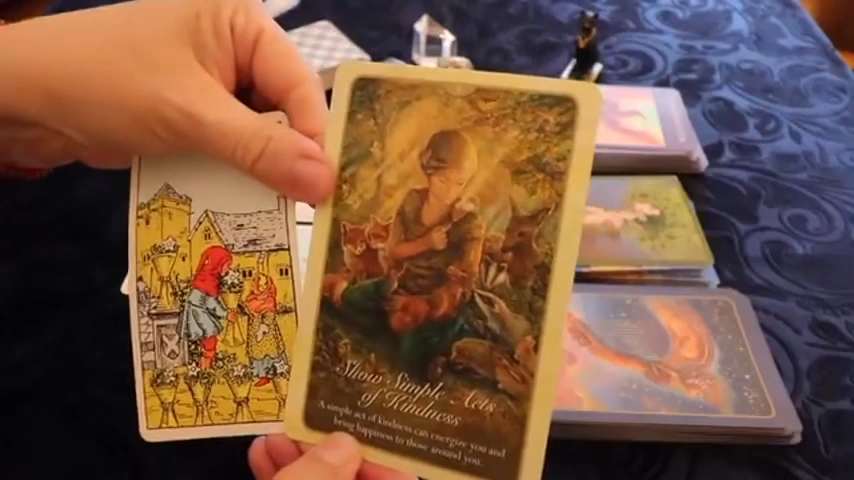 Show Simple Acts
of Kindness
A simple act of kindness can energize you and
bring happiness to those around you.